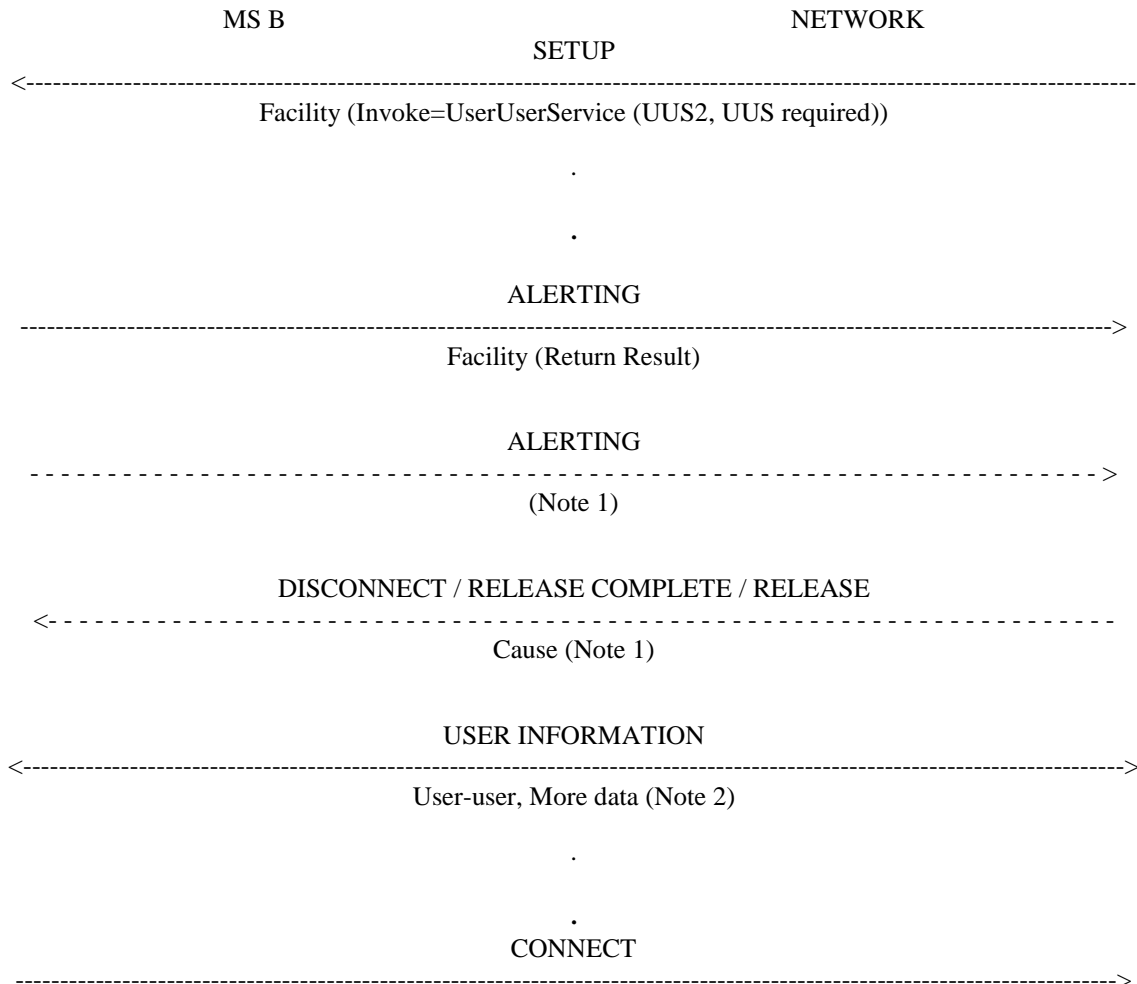 MS B NETWORK
SETUP
<------------------------------------------------------------------------------------------------------------------------------
Facility (Invoke=UserUserService (UUS2, UUS required))
.
.
ALERTING
---------------------------------------------------------------------------------------------------------------------------->
Facility (Return Result)
ALERTING
- - - - - - - - - - - - - - - - - - - - - - - - - - - - - - - - - - - - - - - - - - - - - - - - - - - - - - - - - - - - - - - - - - - - - >
(Note 1)
DISCONNECT / RELEASE COMPLETE / RELEASE
<- - - - - - - - - - - - - - - - - - - - - - - - - - - - - - - - - - - - - - - - - - - - - - - - - - - - - - - - - - - - - - - - - - - - -
Cause (Note 1)
USER INFORMATION
<----------------------------------------------------------------------------------------------------------------------------->
User-user, More data (Note 2)
.
.
CONNECT
----------------------------------------------------------------------------------------------------------------------------->